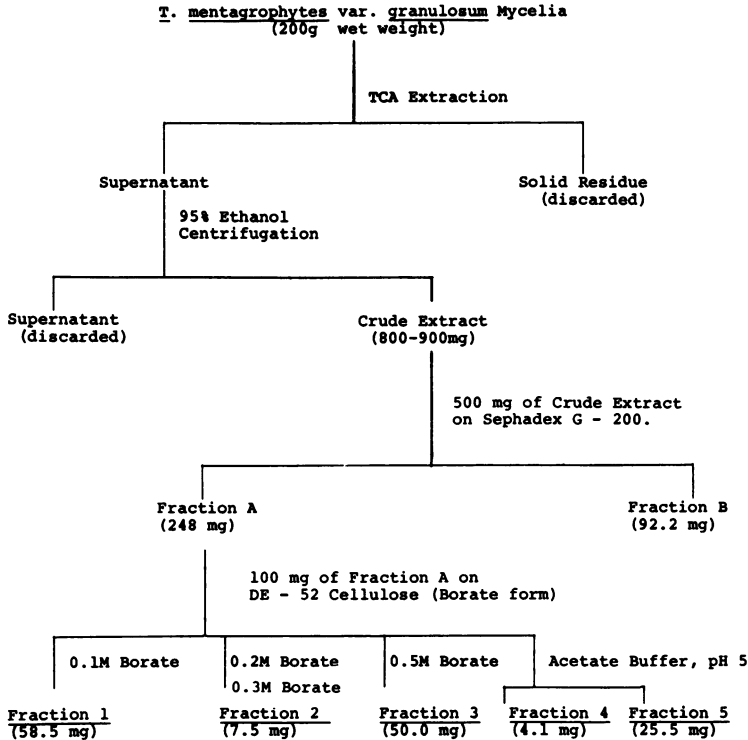 T. mentagrophytes var. granulosum Mycelia
(200g wet weight)
TCA Extraction
Supernatant
Solid Residue
(discarded)
95% Ethanol
Centrifugation
Supernatant
(discarded)
Crude Extract
(800-900mg)
500 mg of Crude Extract
on Sephadex G - 200.
Fraction A
(248 mg)
Fraction B
(92.2 mg)
100 mg of Fraction A on
DE - 52 Cellulose (Borate form)
0.1M Borate
0.2M Borate
0.3M Borate
0.5M Borate
Acetate Buffer, pH 5
Fraction 1
(58.5 mg)
Fraction 2
(7.5 mg)
Fraction 3
(50.0 mg)
Fraction 4
(4.1 mg)
Fraction 5
(25.5 mg)